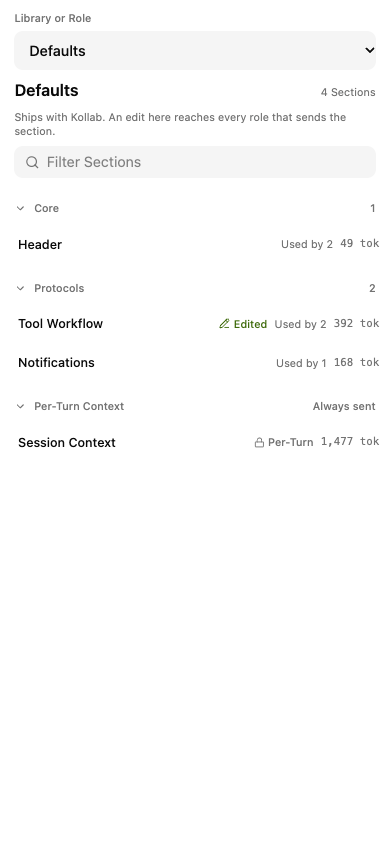 Library or Role
Defaults
Defaults
4 Sections
Ships with Kollab. An edit here reaches every role that sends the
section.
Filter Sections
Core
1
Header
Used by 2
49 tok
Protocols
2
Tool Workflow
Edited
Used by 2
392 tok
Notifications
Used by 1
168 tok
Per-Turn Context
Always sent
Session Context
Per-Turn
1,477 tok